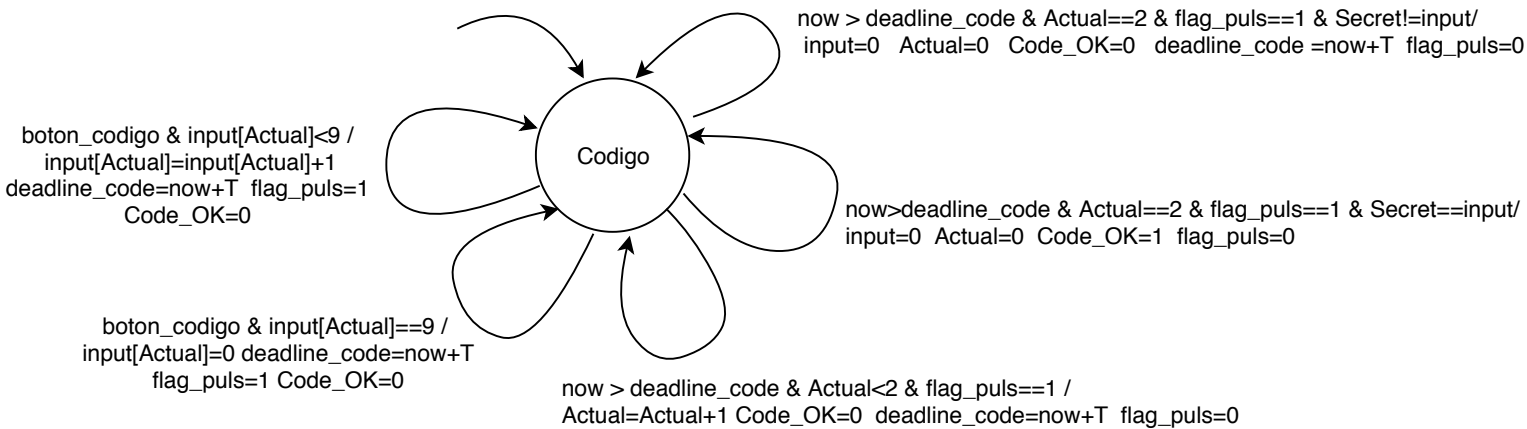 now > deadline_code & Actual==2 & flag_puls==1 & Secret!=input/
input=0 Actual=0 Code_OK=0 deadline_code =now+T flag_puls=0
boton_codigo & input[Actual]<9 /
input[Actual]=input[Actual]+1
deadline_code=now+T flag_puls=1
Code_OK=0
Codigo
now>deadline_code & Actual==2 & flag_puls==1 & Secret==input/
input=0 Actual=0 Code_OK=1 flag_puls=0
boton_codigo & input[Actual]==9 /
input[Actual]=0 deadline_code=now+T
flag_puls=1 Code_OK=0
now > deadline_code & Actual<2 & flag_puls==1 /
Actual=Actual+1 Code_OK=0 deadline_code=now+T flag_puls=0